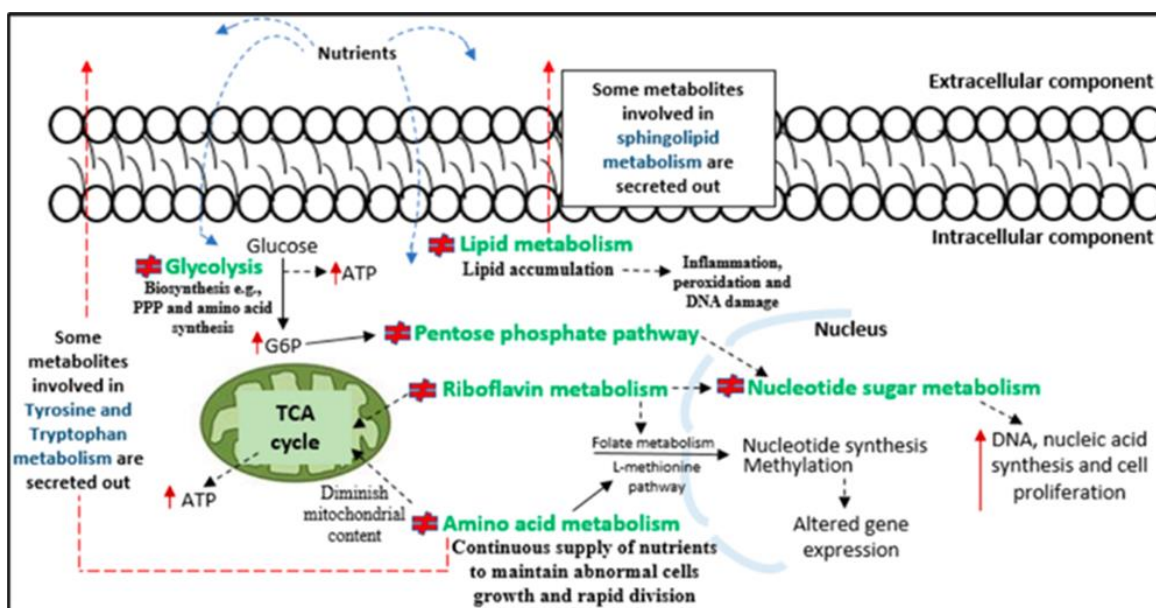 Nutrients
Extracellular component
Some metabolites
involved in
sphingolipid
metabolism are
secreted out
Intracellular component
Glucose
Glycolysis
Biosynthesis e.g.,
PPP and amino acid
synthesis
ATP
Lipid metabolism
Lipid accumulation
Inflammation,
peroxidation and
DNA damage
G6P
Pentose phosphate pathway
Nucleus
Some
metabolites
involved in
Tyrosine and
Tryptophan
metabolism are
secreted out
TCA
cycle
Riboflavin metabolism
Nucleotide sugar metabolism
Folate metabolism
L-methionine
pathway
Nucleotide synthesis
Methylation
DNA, nucleic acid
synthesis and cell
proliferation
ATP
Diminish
mitochondrial
content
Amino acid metabolism
Continuous supply of nutrients
to maintain abnormal cells
growth and rapid division
Altered gene
expression